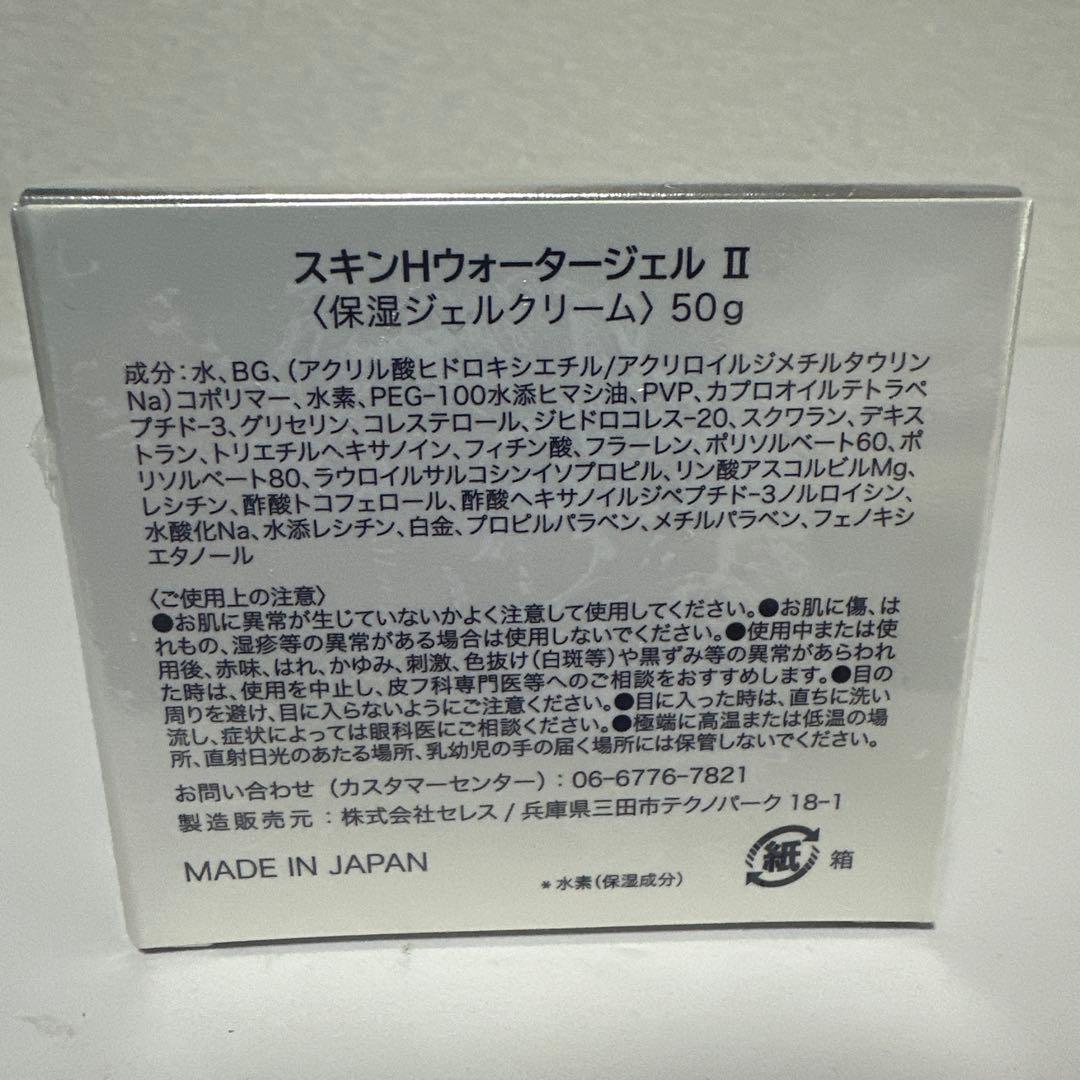 スキンHウォータージェル Ⅱ
〈保湿ジェルクリーム〉50g
成分：水、BG、（アクリル酸ヒドロキシエチル/アクリロイルジメチルタウリン
Na）コポリマー、水素、PEG-100水添ヒマシ油、PVP、カプロオイルテトラペ
プチド-3、グリセリン、コレステロール、ジヒドロコレス-20、スクワラン、デキス
トラン、トリエチルヘキサノイン、フィチン酸、フラーレン、ポリソルベート60、ポ
リソルベート80、ラウロイルサルコシンイソプロピル、リン酸アスコルビルMg、
レシチン、酢酸トコフェロール、酢酸ヘキサノイルジペプチド-3ノルロイシン、
水酸化Na、水添レシチン、白金、プロピルパラベン、メチルパラベン、フェノキシ
エタノール
〈ご使用上の注意〉
●お肌に異常が生じていないかよく注意して使用してください。●お肌に傷、は
れもの、湿疹等の異常がある場合は使用しないでください。●使用中または使
用後、赤味、はれ、かゆみ、刺激、色抜け（白斑等）や黒ずみ等の異常があらわれ
た時は、使用を中止し、皮フ科専門医等へのご相談をおすすめします。●目の
周りを避け、目に入らないようにご注意ください。●目に入った時は、直ちに洗い
流し、症状によっては眼科医にご相談ください。●極端に高温または低温の場
所、直射日光のあたる場所、乳幼児の手の届く場所には保管しないでください。
お問い合わせ（カスタマーセンター）：06-6776-7821
製造販売元：株式会社セレス / 兵庫県三田市テクノパーク 18-1
MADE IN JAPAN
＊水素（保湿成分）
紙 箱